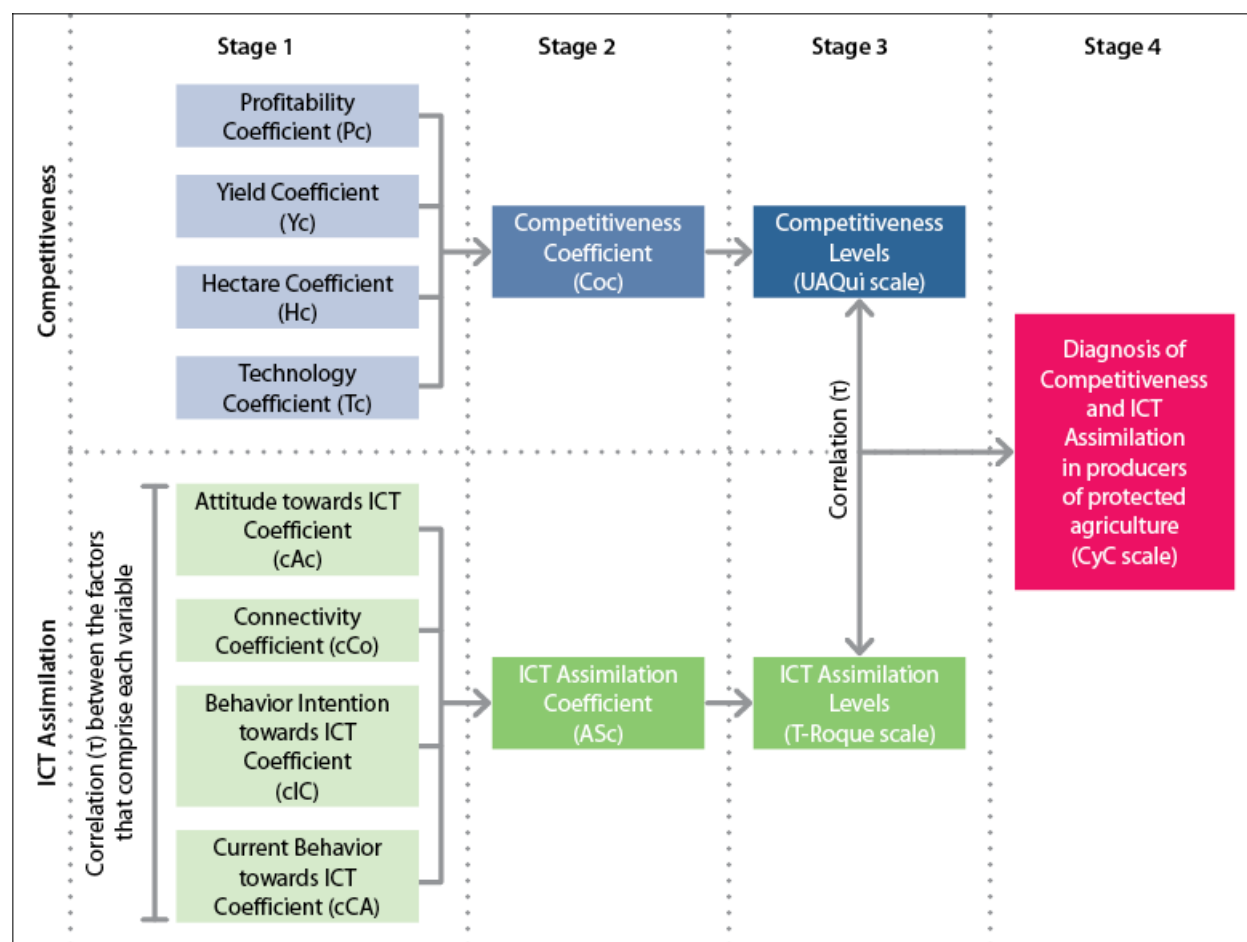 Stage 1
Stage 2
Stage 3
Stage 4
Competitiveness
Profitability
Coefficient (Pc)
Yield Coefficient
(Yc)
Hectare Coefficient
(Hc)
Technology
Coefficient (Tc)
Competitiveness
Coefficient
(Coc)
Competitiveness
Levels
(UAQui scale)
Correlation (τ)
Diagnosis of
Competitiveness
and ICT
Assimilation
in producers
of protected
agriculture
(CyC scale)
ICT Assimilation
Correlation (τ) between the factors
that comprise each variable
Attitude towards ICT
Coefficient
(cAc)
Connectivity
Coefficient (cCo)
Behavior Intention
towards ICT
Coefficient
(cIC)
Current Behavior
towards ICT
Coefficient (cCA)
ICT Assimilation
Coefficient
(ASc)
ICT Assimilation
Levels
(T-Roque scale)